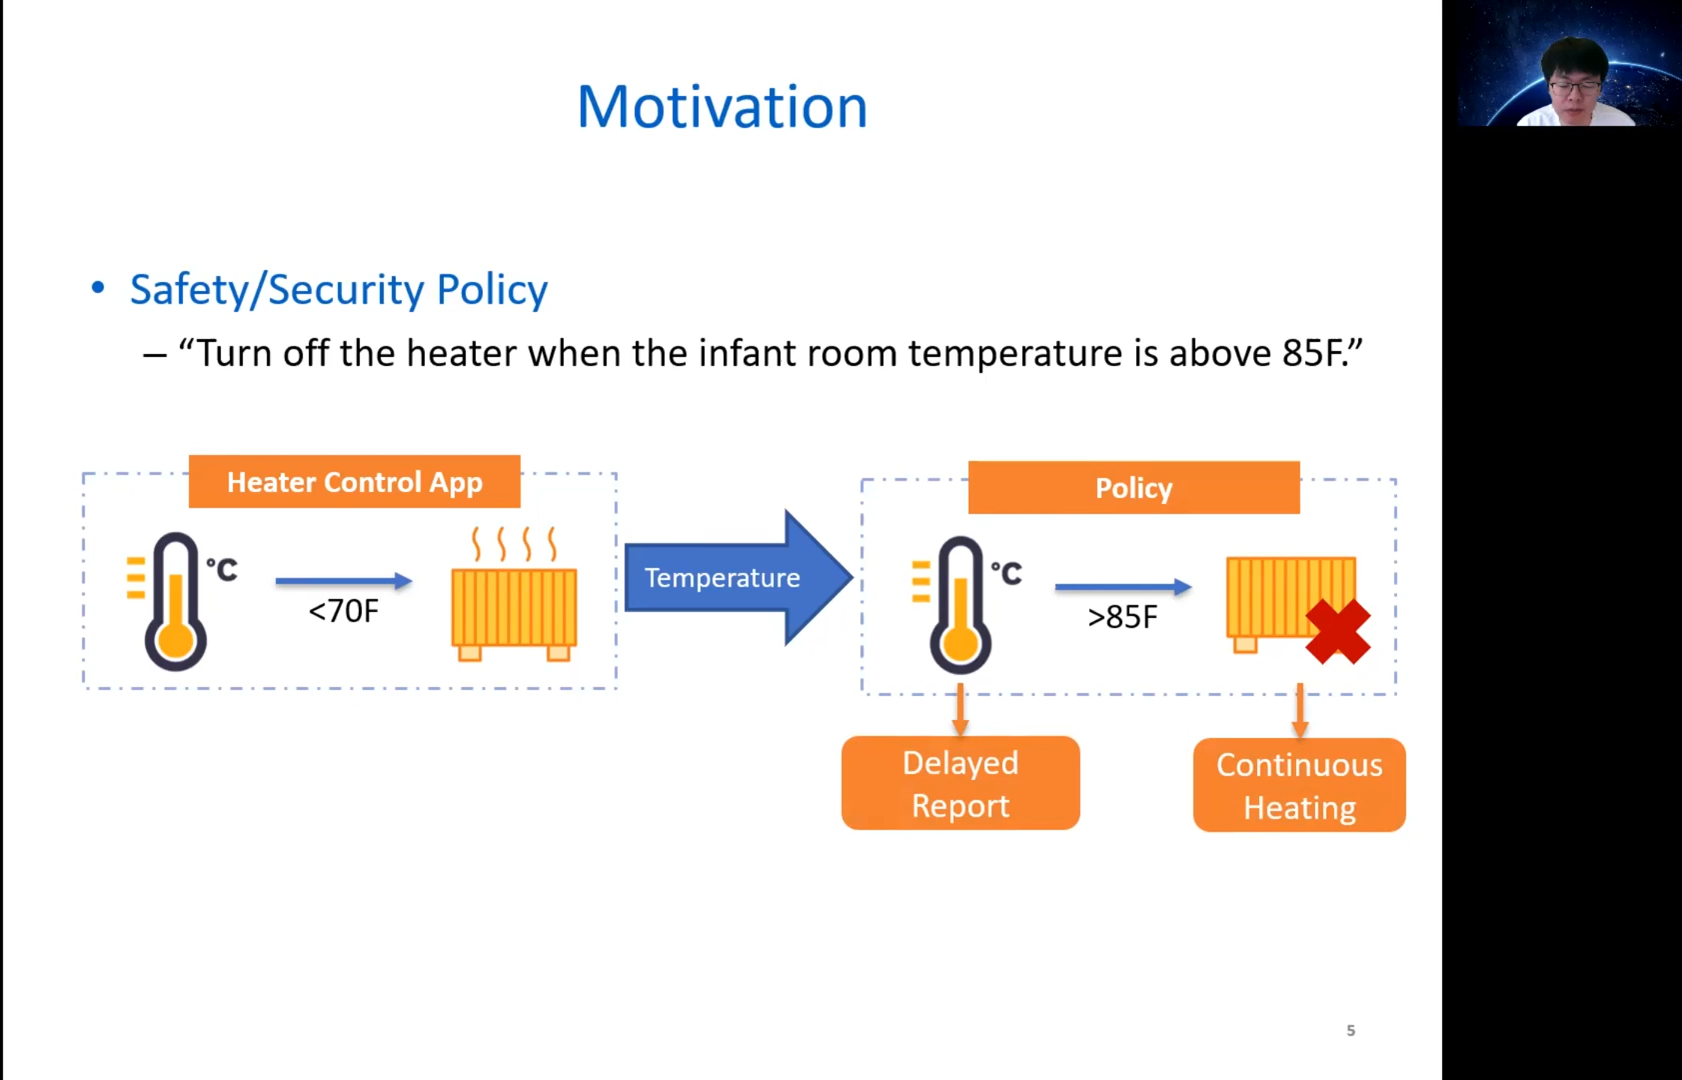 Motivation
• Safety/Security Policy
– “Turn off the heater when the infant room temperature is above 85F.”
Heater Control App
°C
<70F
Temperature
Policy
°C
>85F
Delayed
Report
Continuous
Heating
5